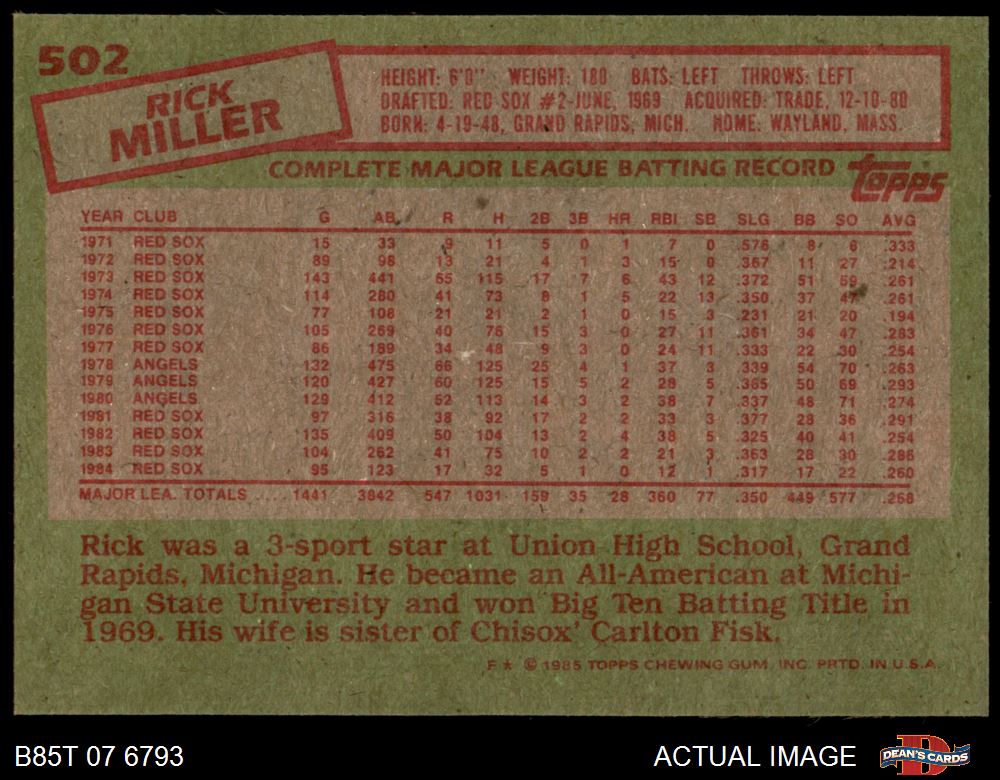 502
RICK
MILLER
HEIGHT: 6'0" WEIGHT: 180 BATS: LEFT THROWS: LEFT
DRAFTED: RED SOX #2-JUNE, 1969 ACQUIRED: TRADE, 12-10-80
BORN: 4-19-48, GRAND RAPIDS, MICH. HOME: WAYLAND, MASS.
COMPLETE MAJOR LEAGUE BATTING RECORD
topps
YEAR CLUB G AB R H 2B 3B HR RBI SB SLG BB SO AVG
1971 RED SOX 15 33 9 11 5 0 1 7 0 .576 8 6 .333
1972 RED SOX 89 98 13 21 4 1 3 15 0 .367 11 27 .214
1973 RED SOX 143 441 65 115 17 7 6 43 12 .372 51 59 .261
1974 RED SOX 114 280 41 73 8 1 5 22 13 .350 37 47 .261
1975 RED SOX 77 108 21 21 2 1 0 15 3 .231 21 20 .194
1976 RED SOX 105 269 40 76 15 3 0 27 11 .361 34 47 .283
1977 RED SOX 86 189 34 48 9 3 0 24 11 .333 22 30 .254
1978 ANGELS 132 475 66 125 25 4 1 37 3 .339 54 70 .263
1979 ANGELS 120 427 60 125 15 5 2 28 5 .365 50 69 .293
1980 ANGELS 129 412 52 113 14 3 2 38 7 .337 48 71 .274
1981 RED SOX 97 316 38 92 17 2 2 33 3 .377 28 36 .291
1982 RED SOX 135 409 50 104 13 2 4 38 5 .325 40 41 .254
1983 RED SOX 104 262 41 75 10 2 2 21 3 .363 28 30 .286
1984 RED SOX 95 123 17 32 5 1 0 12 1 .317 17 22 .260
MAJOR LEA. TOTALS ..... 1441 3842 547 1031 159 35 28 360 77 .350 449 577 .268
Rick was a 3-sport star at Union High School, Grand
Rapids, Michigan. He became an All-American at Michi-
gan State University and won Big Ten Batting Title in
1969. His wife is sister of Chisox' Carlton Fisk.
F * © 1985 TOPPS CHEWING GUM, INC. PRTD. IN U.S.A.
B85T 07 6793 ACTUAL IMAGE DEAN'S CARDS